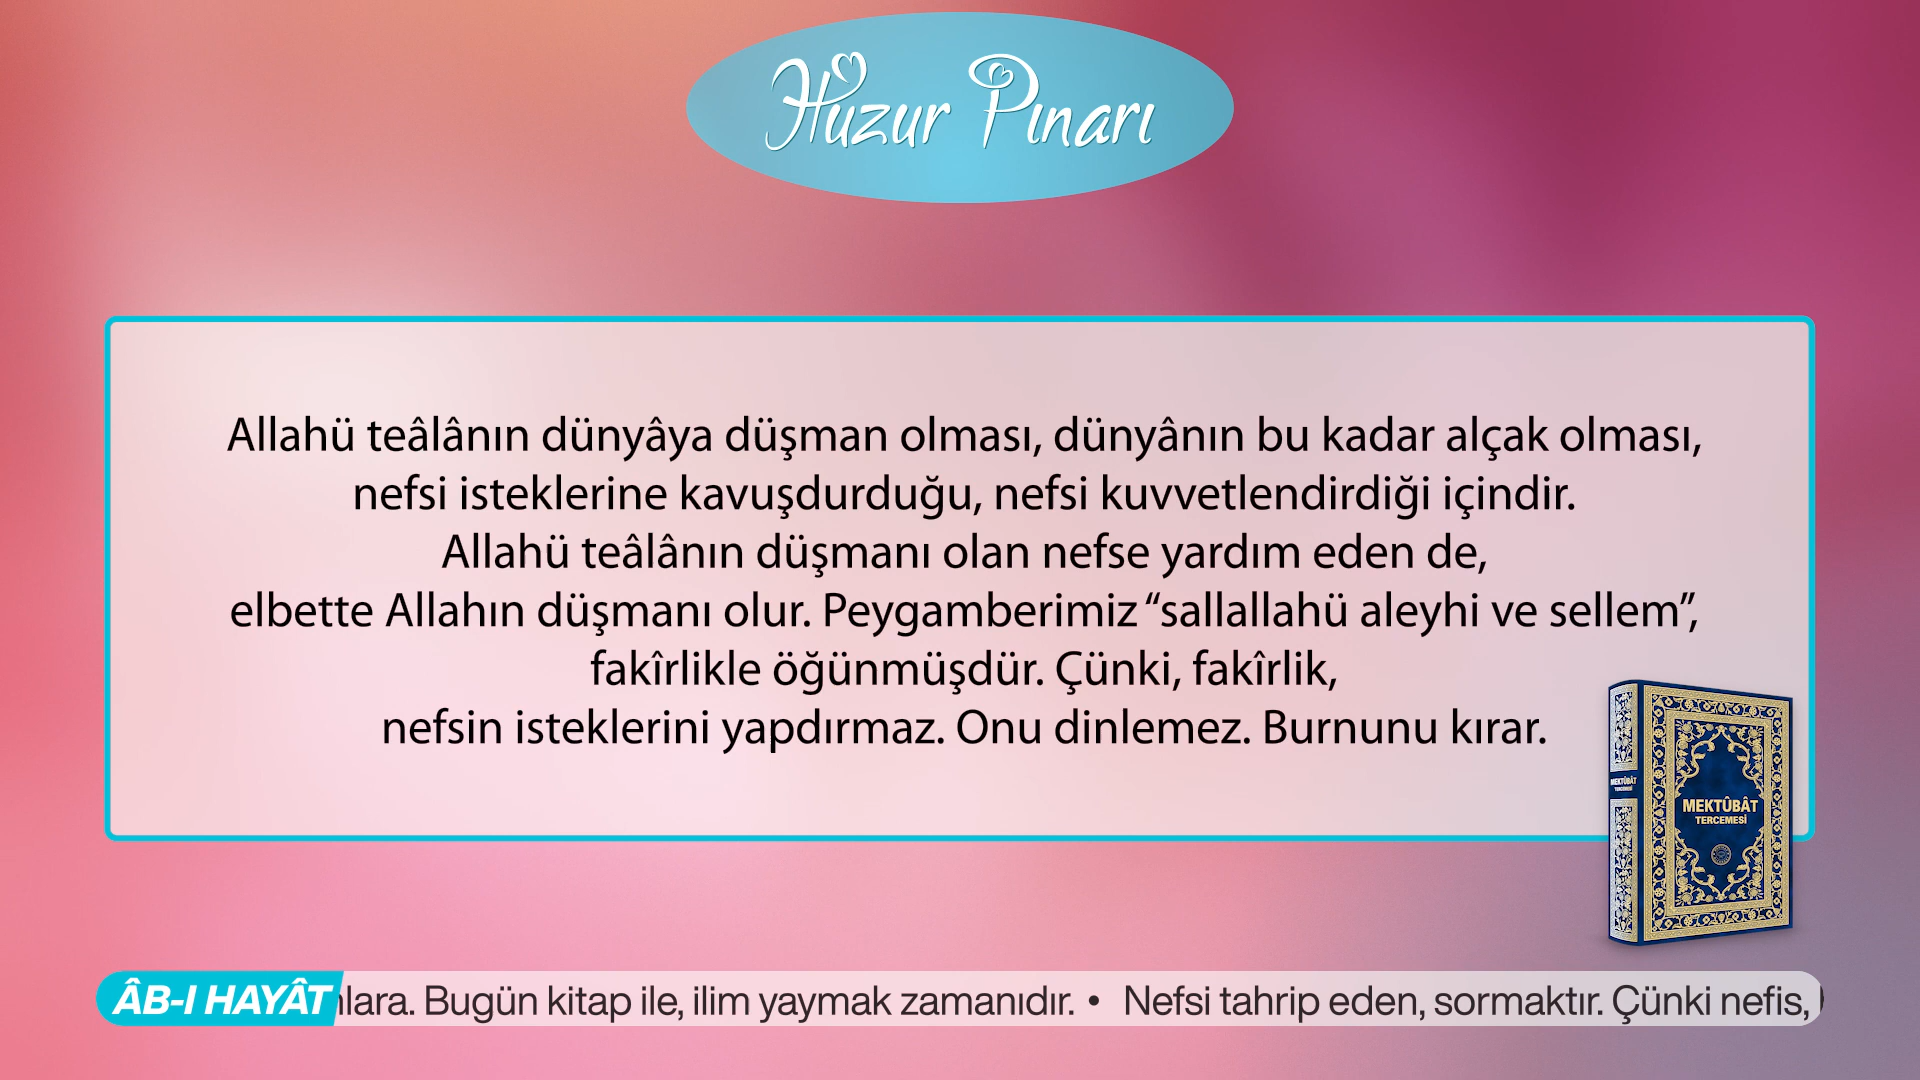 Huzur Pınarı
Allahü teâlânın dünyâya düşman olması, dünyânın bu kadar alçak olması,
nefsi isteklerine kavuşdurduğu, nefsi kuvvetlendirdiği içindir.
Allahü teâlânın düşmanı olan nefse yardım eden de,
elbette Allahın düşmanı olur. Peygamberimiz “sallallahü aleyhi ve sellem”,
fakîrlikle öğünmüşdür. Çünki, fakîrlik,
nefsin isteklerini yapdırmaz. Onu dinlemez. Burnunu kırar.
MEKTÛBÂT
TERCEMESİ
MEKTÛBÂT
TERCEMESİ
ÂB-I HAYÂT
lara. Bugün kitap ile, ilim yaymak zamanıdır. • Nefsi tahrip eden, sormaktır. Çünki nefis,